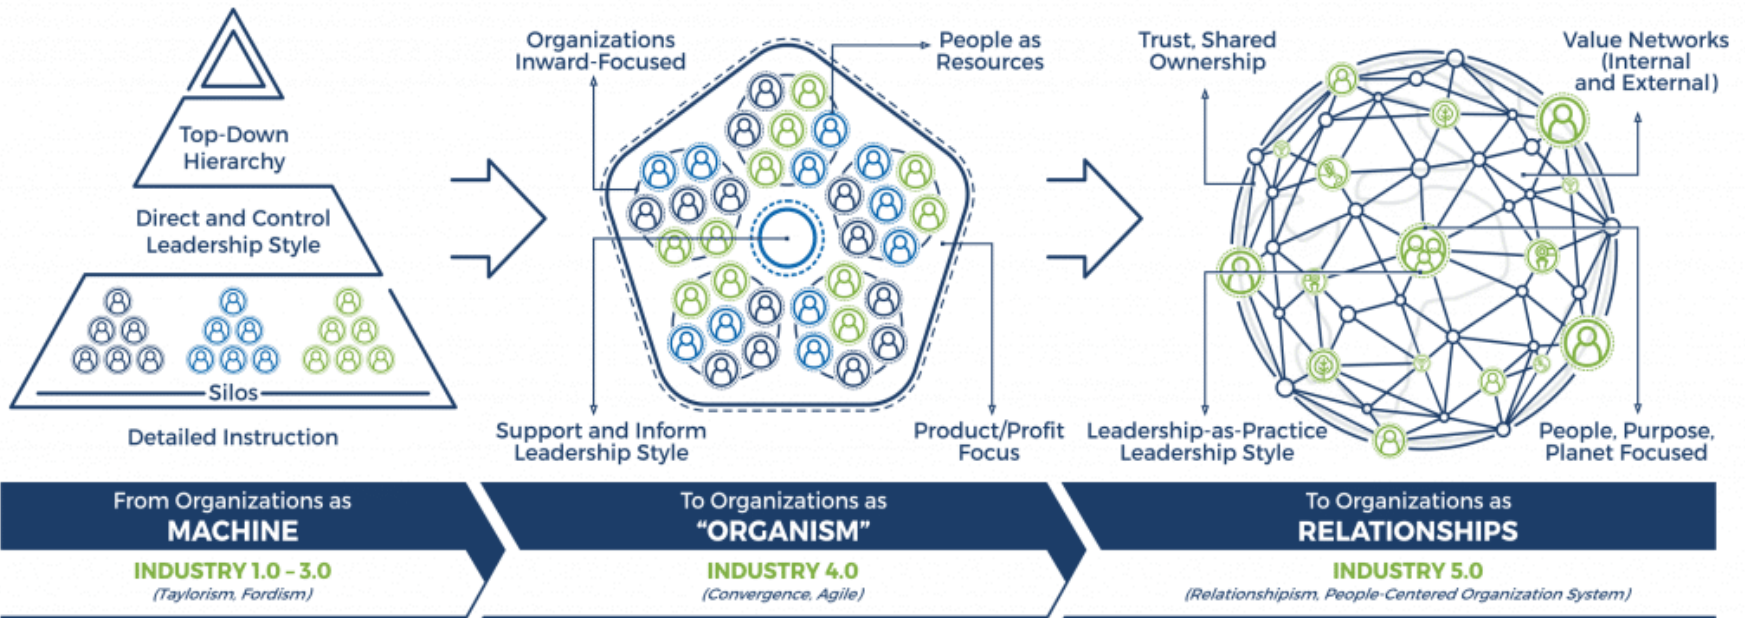 Top-Down
Hierarchy
Direct and Control
Leadership Style
Silos
Detailed Instruction
Organizations
Inward-Focused
People as
Resources
Support and Inform
Leadership Style
Product/Profit
Focus
Trust, Shared
Ownership
Value Networks
(Internal
and External)
Leadership-as-Practice
Leadership Style
People, Purpose,
Planet Focused
From Organizations as
MACHINE
INDUSTRY 1.0 – 3.0
(Taylorism, Fordism)
To Organizations as
“ORGANISM”
INDUSTRY 4.0
(Convergence, Agile)
To Organizations as
RELATIONSHIPS
INDUSTRY 5.0
(Relationshipism, People-Centered Organization System)